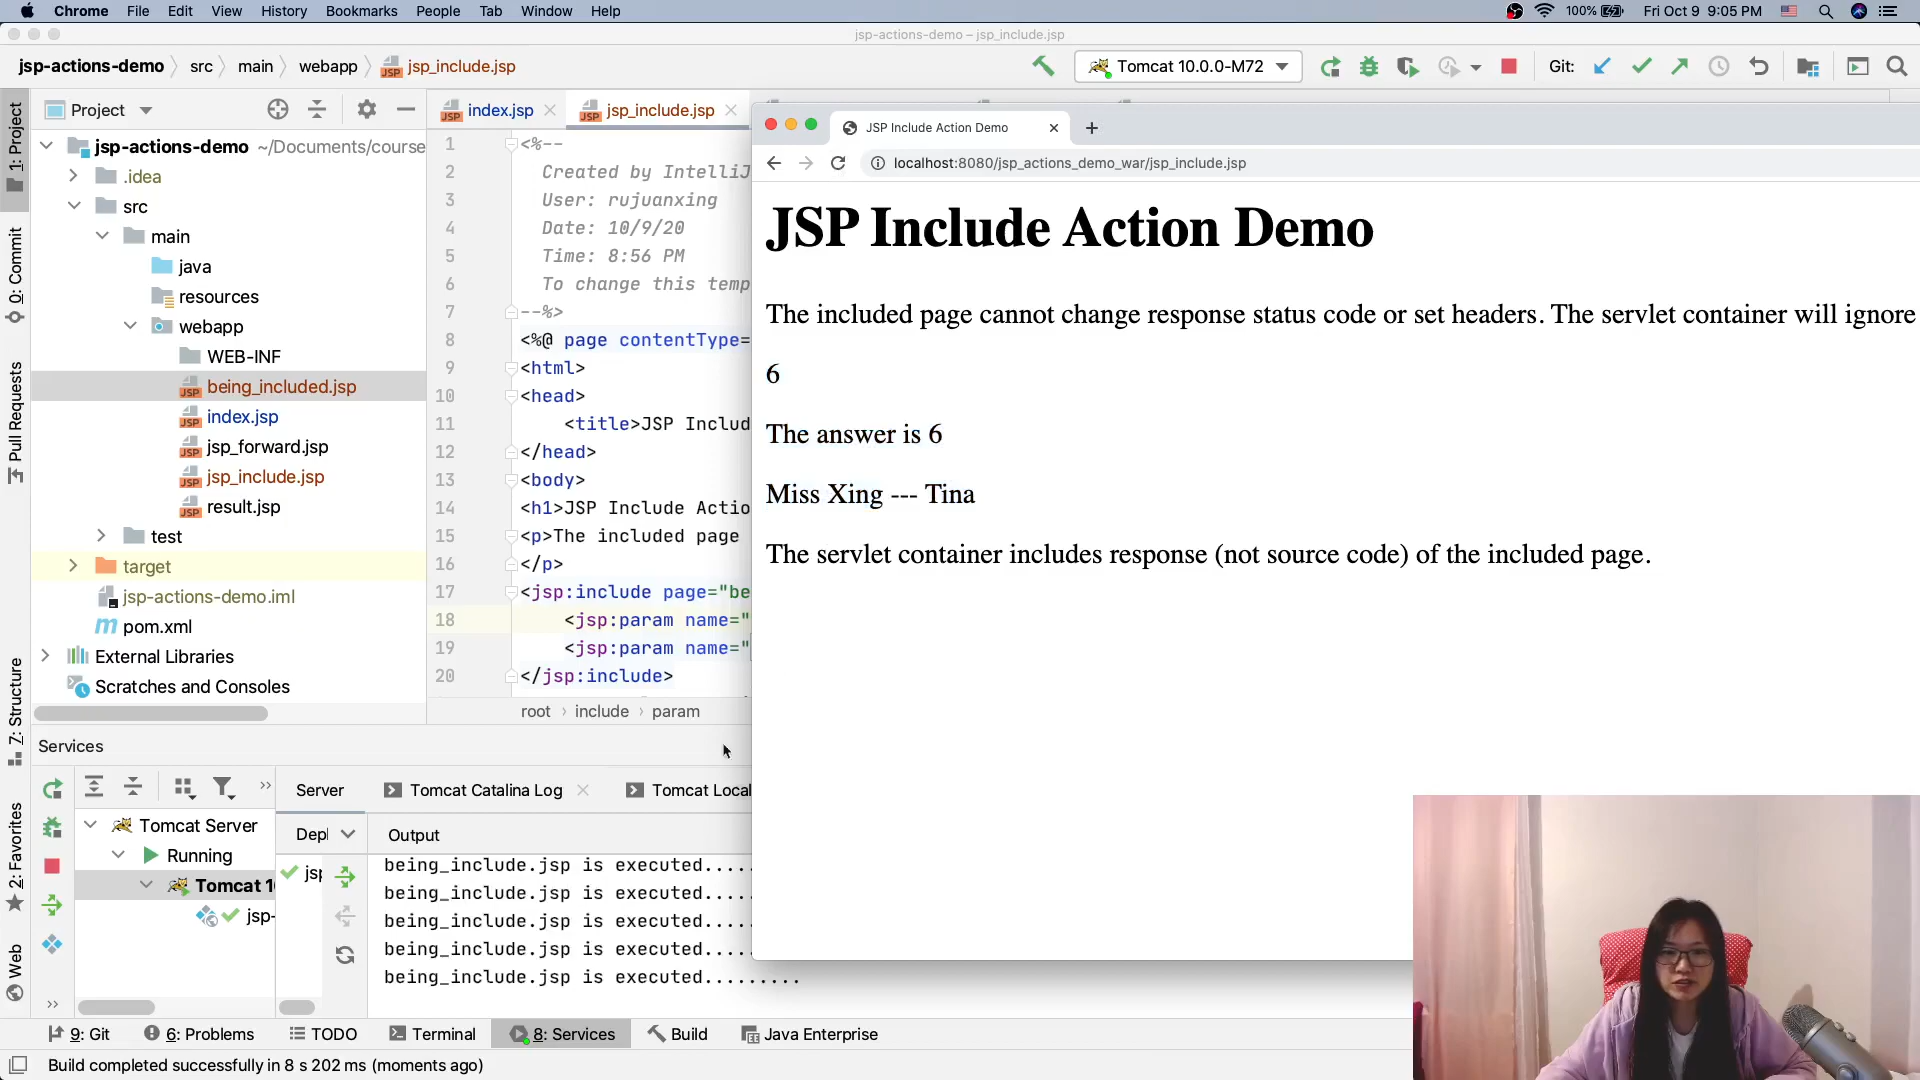 Chrome File Edit View History Bookmarks People Tab Window Help 100% Fri Oct 9 9:05 PM
jsp-actions-demo – jsp_include.jsp
jsp-actions-demo src main webapp jsp_include.jsp Tomcat 10.0.0-M72 Git:
Project index.jsp jsp_include.jsp
1: Project
0: Commit
Pull Requests
Z: Structure
2: Favorites
Web
jsp-actions-demo ~/Documents/course
.idea
src
main
java
resources
webapp
WEB-INF
being_included.jsp
index.jsp
jsp_forward.jsp
jsp_include.jsp
result.jsp
test
target
jsp-actions-demo.iml
pom.xml
External Libraries
Scratches and Consoles
1 <%--
2 Created by IntelliJ
3 User: rujuanxing
4 Date: 10/9/20
5 Time: 8:56 PM
6 To change this temp
7 --%>
8 <%@ page contentType=
9 <html>
10 <head>
11 <title>JSP Includ
12 </head>
13 <body>
14 <h1>JSP Include Actio
15 <p>The included page
16 </p>
17 <jsp:include page="be
18 <jsp:param name="
19 <jsp:param name="
20 </jsp:include>
root › include › param
JSP Include Action Demo
localhost:8080/jsp_actions_demo_war/jsp_include.jsp
JSP Include Action Demo
The included page cannot change response status code or set headers. The servlet container will ignore
6
The answer is 6
Miss Xing --- Tina
The servlet container includes response (not source code) of the included page.
Services
Server Tomcat Catalina Log Tomcat Local
Tomcat Server
Running
Tomcat 10
jsp-
Depl Output
jsp
being_include.jsp is executed.....
being_include.jsp is executed.....
being_include.jsp is executed.....
being_include.jsp is executed.....
being_include.jsp is executed.........
9: Git 6: Problems TODO Terminal 8: Services Build Java Enterprise
Build completed successfully in 8 s 202 ms (moments ago)